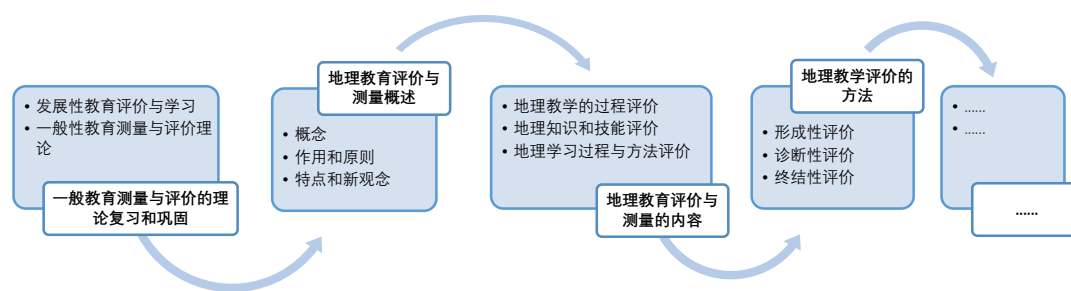 • 发展性教育评价与学习
• 一般性教育测量与评价理
论
一般教育测量与评价的理
论复习和巩固
地理教育评价与
测量概述
• 概念
• 作用和原则
• 特点和新观念
• 地理教学的过程评价
• 地理知识和技能评价
• 地理学习过程与方法评价
地理教育评价与
测量的内容
地理教学评价的
方法
• 形成性评价
• 诊断性评价
• 终结性评价
• ......
• ......
......